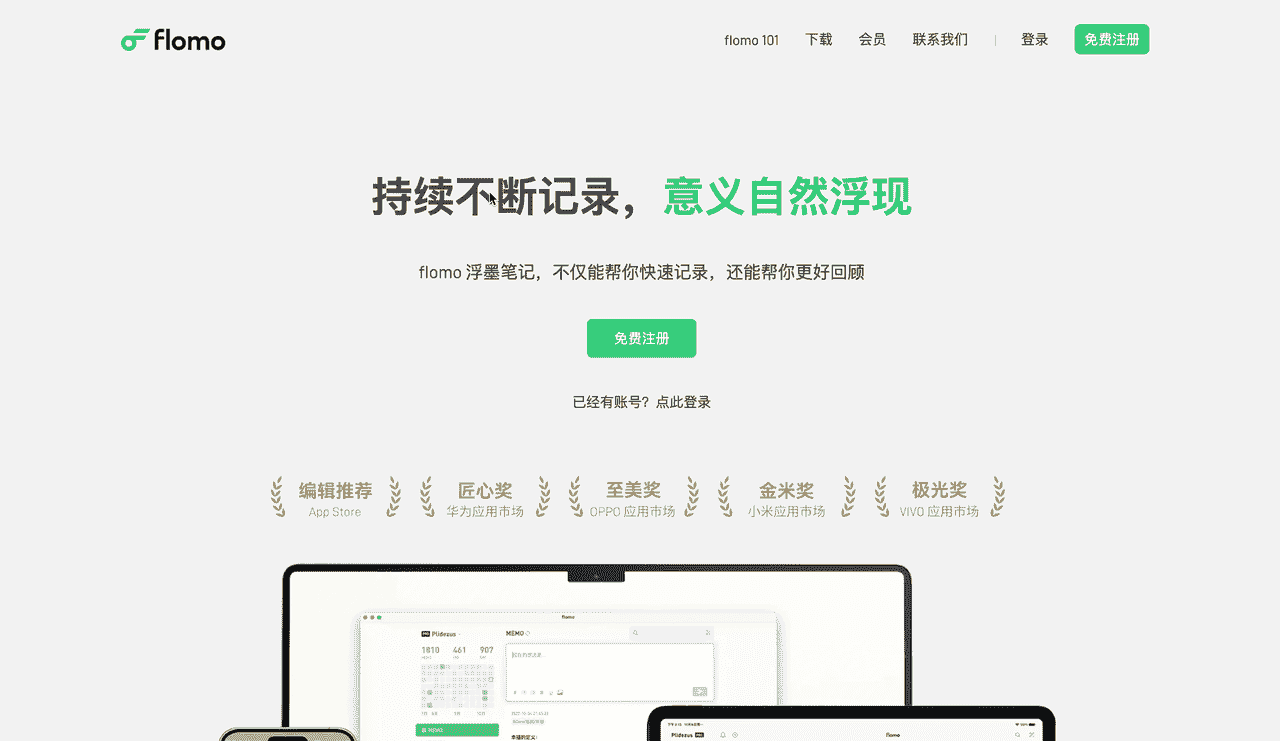 flomo
flomo 101 下载 会员 联系我们 | 登录 免费注册
持续不断记录，意义自然浮现
flomo 浮墨笔记，不仅能帮你快速记录，还能帮你更好回顾
免费注册
已经有账号？点此登录
编辑推荐 匠心奖 至美奖 金米奖 极光奖
App Store 华为应用市场 OPPO 应用市场 小米应用市场 VIVO 应用市场
flomo
Plidezus PRO
MEMO
1810 461 907
MEMO
Plidezus PRO
flomo